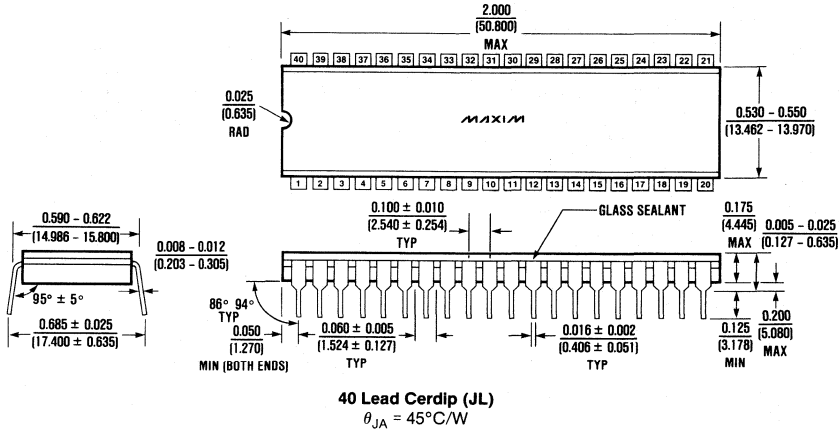 2.000
(50.800)
MAX
40 39 38 37 36 35 34 33 32 31 30 29 28 27 26 25 24 23 22 21
0.025
(0.635)
RAD
MAXIM
0.530 - 0.550
(13.462 - 13.970)
1 2 3 4 5 6 7 8 9 10 11 12 13 14 15 16 17 18 19 20
0.590 - 0.622
(14.986 - 15.800)
0.008 - 0.012
(0.203 - 0.305)
95° ± 5°
0.685 ± 0.025
(17.400 ± 0.635)
0.100 ± 0.010
(2.540 ± 0.254)
TYP
GLASS SEALANT
0.175
(4.445)
MAX
0.005 - 0.025
(0.127 - 0.635)
86° 94°
TYP
0.050
(1.270)
MIN (BOTH ENDS)
0.060 ± 0.005
(1.524 ± 0.127)
TYP
0.016 ± 0.002
(0.406 ± 0.051)
TYP
0.125
(3.178)
MIN
0.200
(5.080)
MAX
40 Lead Cerdip (JL)
θJA = 45°C/W